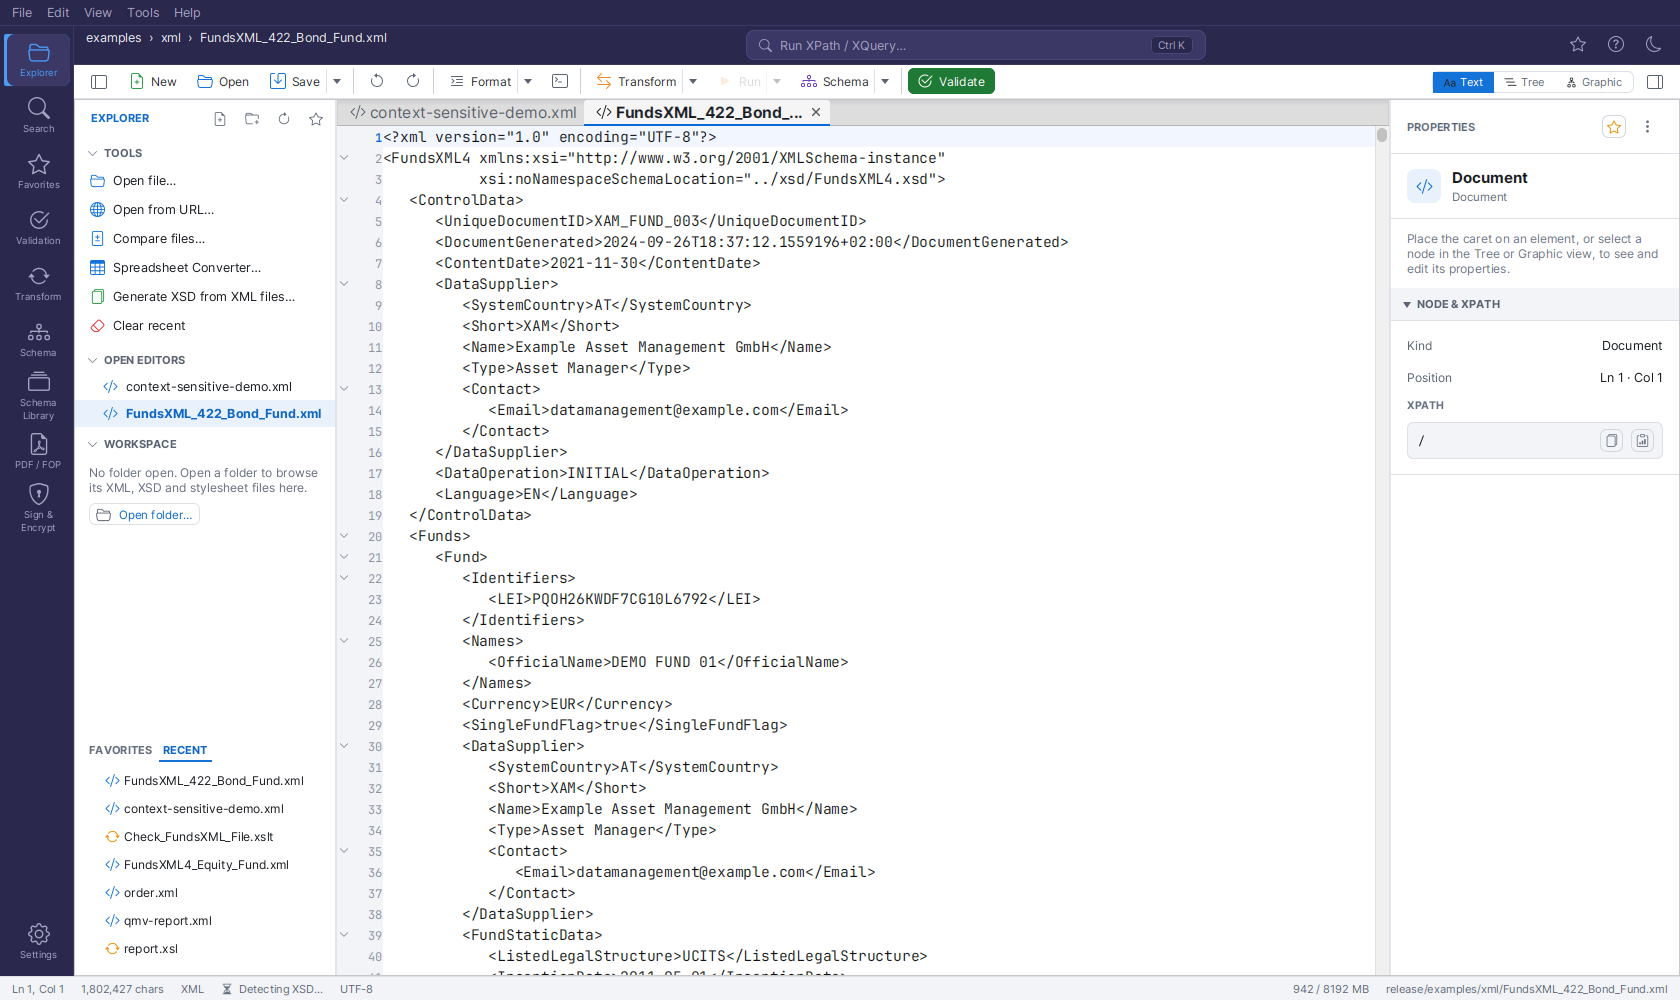 File Edit View Tools Help
examples › xml › FundsXML_422_Bond_Fund.xml
Run XPath / XQuery... Ctrl K
New Open Save Format Transform Run Schema Validate
Aa Text Tree Graphic
Explorer
Search
Favorites
Validation
Transform
Schema
Schema
Library
PDF / FOP
Sign &
Encrypt
Settings
EXPLORER
TOOLS
Open file...
Open from URL...
Compare files...
Spreadsheet Converter...
Generate XSD from XML files...
Clear recent
OPEN EDITORS
context-sensitive-demo.xml
FundsXML_422_Bond_Fund.xml
WORKSPACE
No folder open. Open a folder to browse
its XML, XSD and stylesheet files here.
Open folder...
FAVORITES RECENT
FundsXML_422_Bond_Fund.xml
context-sensitive-demo.xml
Check_FundsXML_File.xslt
FundsXML4_Equity_Fund.xml
order.xml
qmv-report.xml
report.xsl
context-sensitive-demo.xml FundsXML_422_Bond_...
1 <?xml version="1.0" encoding="UTF-8"?>
2 <FundsXML4 xmlns:xsi="http://www.w3.org/2001/XMLSchema-instance"
3 xsi:noNamespaceSchemaLocation="../xsd/FundsXML4.xsd">
4 <ControlData>
5 <UniqueDocumentID>XAM_FUND_003</UniqueDocumentID>
6 <DocumentGenerated>2024-09-26T18:37:12.1559196+02:00</DocumentGenerated>
7 <ContentDate>2021-11-30</ContentDate>
8 <DataSupplier>
9 <SystemCountry>AT</SystemCountry>
10 <Short>XAM</Short>
11 <Name>Example Asset Management GmbH</Name>
12 <Type>Asset Manager</Type>
13 <Contact>
14 <Email>datamanagement@example.com</Email>
15 </Contact>
16 </DataSupplier>
17 <DataOperation>INITIAL</DataOperation>
18 <Language>EN</Language>
19 </ControlData>
20 <Funds>
21 <Fund>
22 <Identifiers>
23 <LEI>PQOH26KWDF7CG10L6792</LEI>
24 </Identifiers>
25 <Names>
26 <OfficialName>DEMO FUND 01</OfficialName>
27 </Names>
28 <Currency>EUR</Currency>
29 <SingleFundFlag>true</SingleFundFlag>
30 <DataSupplier>
31 <SystemCountry>AT</SystemCountry>
32 <Short>XAM</Short>
33 <Name>Example Asset Management GmbH</Name>
34 <Type>Asset Manager</Type>
35 <Contact>
36 <Email>datamanagement@example.com</Email>
37 </Contact>
38 </DataSupplier>
39 <FundStaticData>
40 <ListedLegalStructure>UCITS</ListedLegalStructure>
PROPERTIES
Document
Document
Place the caret on an element, or select a
node in the Tree or Graphic view, to see and
edit its properties.
NODE & XPATH
Kind Document
Position Ln 1 · Col 1
XPATH
/
Ln 1, Col 1 1,802,427 chars XML Detecting XSD... UTF-8 942 / 8192 MB release/examples/xml/FundsXML_422_Bond_Fund.xml